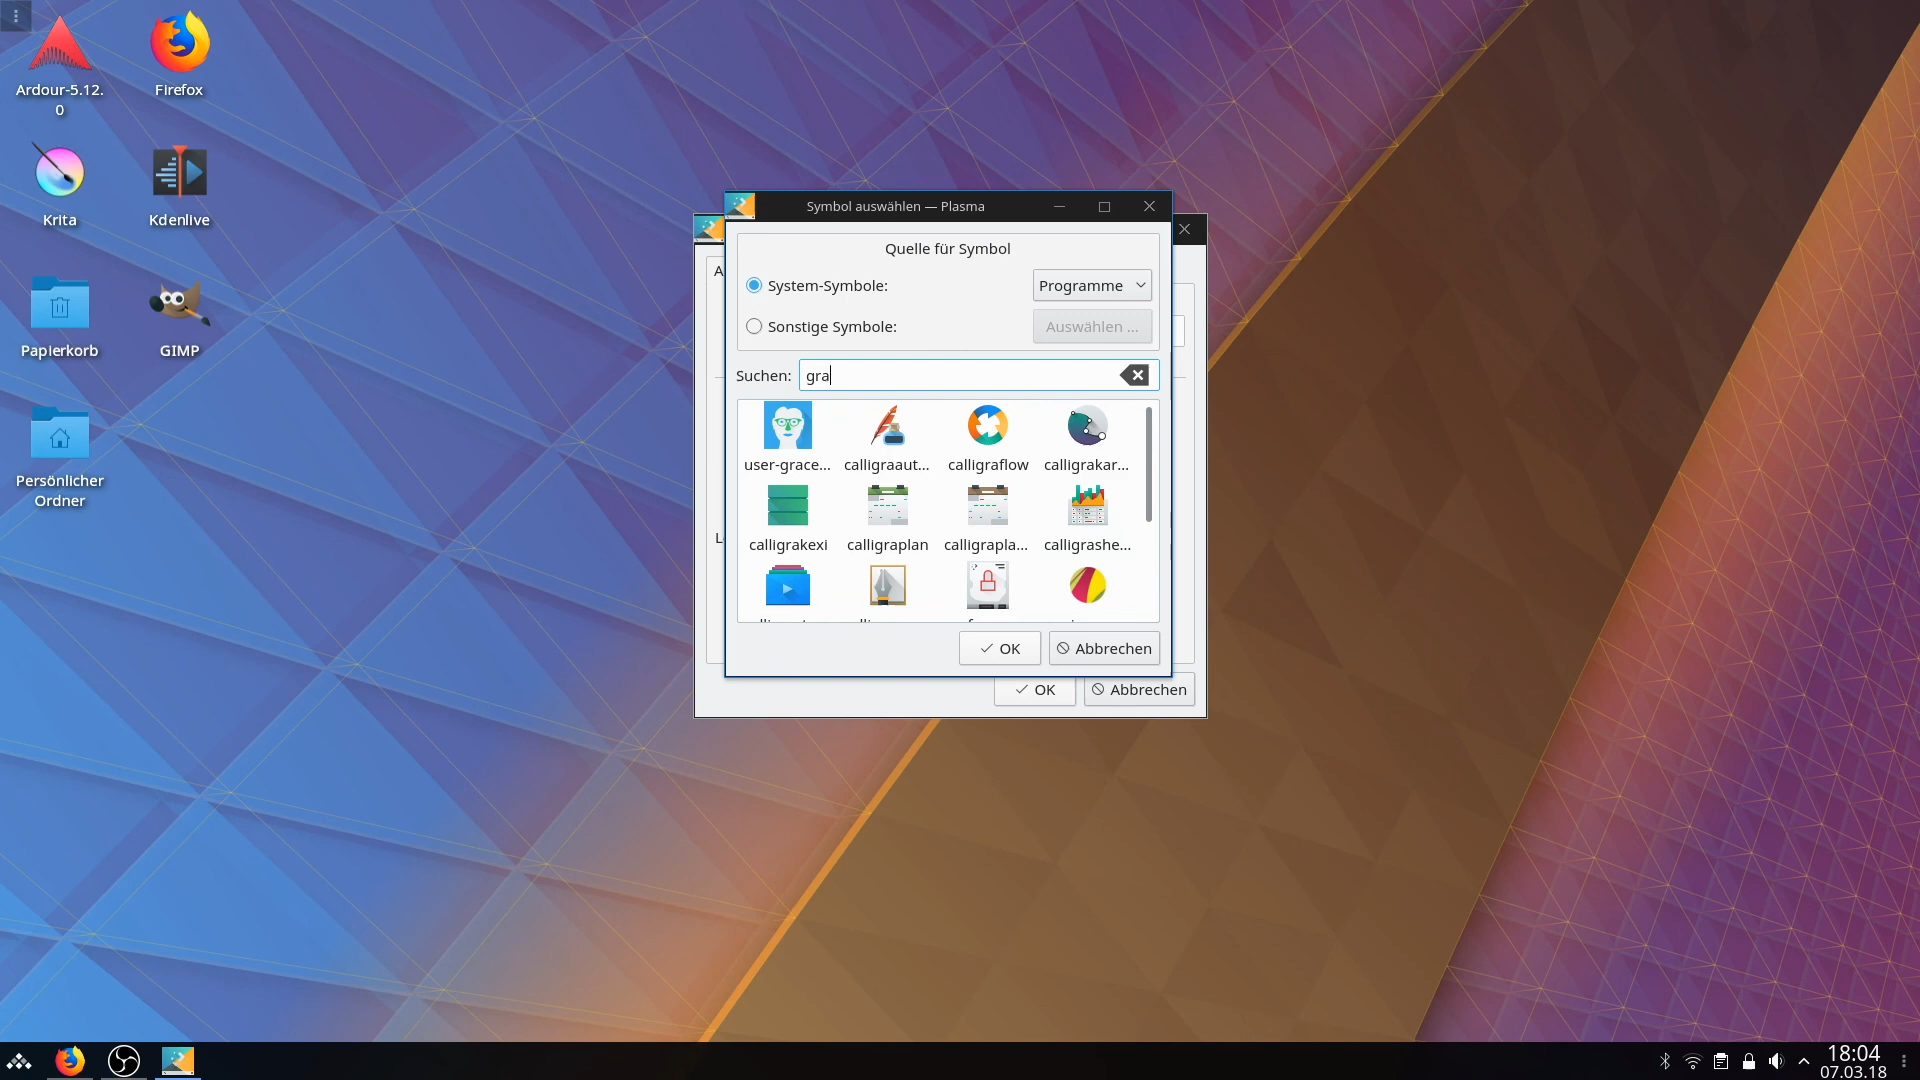 Ardour-5.12.
0
Firefox
Krita
Kdenlive
Papierkorb
GIMP
Persönlicher
Ordner
Symbol auswählen — Plasma
Quelle für Symbol
System-Symbole:
Programme
Sonstige Symbole:
Auswählen ...
Suchen:
gra
user-grace...
calligraaut...
calligraflow
calligrakar...
calligrakexi
calligraplan
calligrapla...
calligrashe...
OK
Abbrechen
OK
Abbrechen
18:04
07.03.18